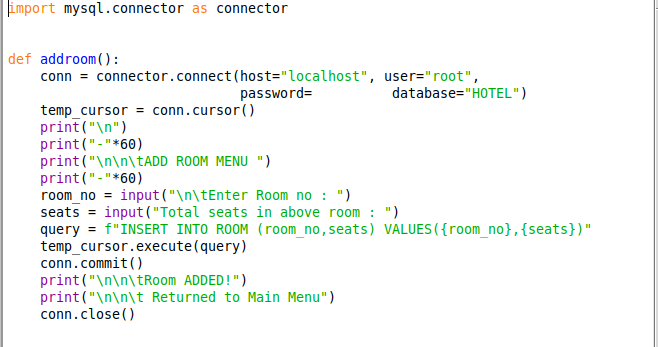 import mysql.connector as connector
def addroom():
    conn = connector.connect(host="localhost", user="root",
                             password=          database="HOTEL")
    temp_cursor = conn.cursor()
    print("\n")
    print("-"*60)
    print("\n\n\tADD ROOM MENU ")
    print("-"*60)
    room_no = input("\n\tEnter Room no : ")
    seats = input("Total seats in above room : ")
    query = f"INSERT INTO ROOM (room_no,seats) VALUES({room_no},{seats})"
    temp_cursor.execute(query)
    conn.commit()
    print("\n\n\tRoom ADDED!")
    print("\n\n\t Returned to Main Menu")
    conn.close()